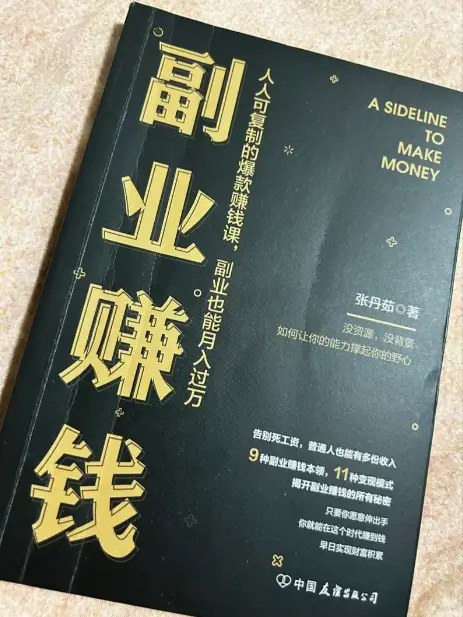 副业赚钱
人人可复制的爆款赚钱课，副业也能月入过万
A SIDELINE
TO
MAKE
MONEY
张丹茹◎著
没资源，没背景
如何让你的能力撑起你的野心
告别死工资，普通人也能有多份收入
9种副业赚钱本领，11种变现模式
揭开副业赚钱的所有秘密
只要你愿意伸出手
你就能在这个时代赚到钱
早日实现财富积累
中国友谊出版公司